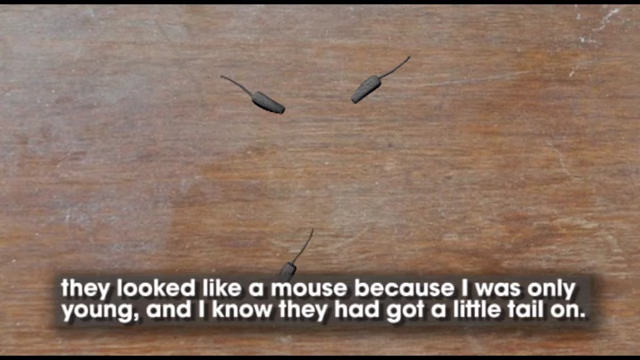 they looked like a mouse because I was only
young, and I know they had got a little tail on.